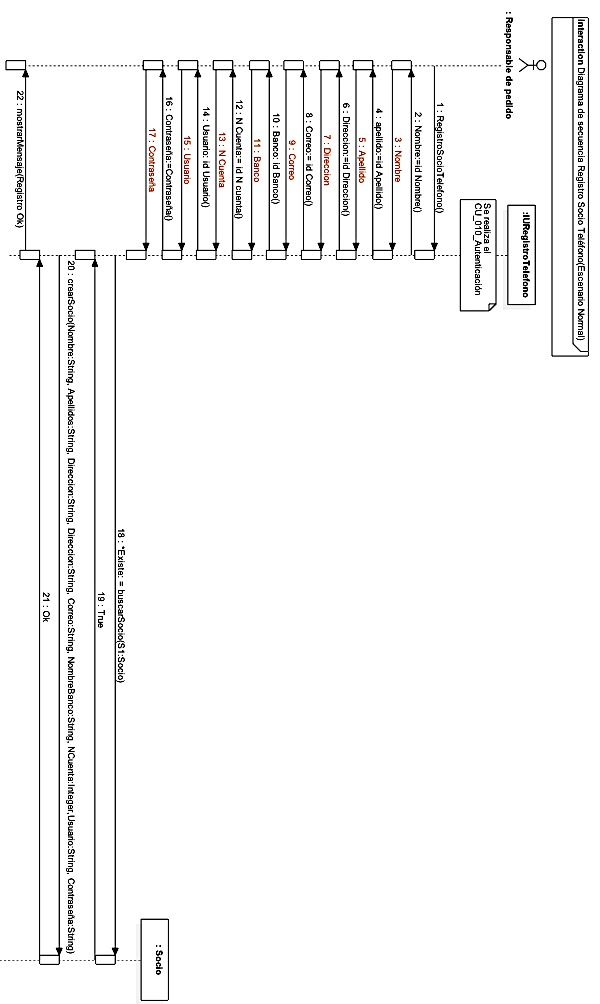 Interaction Diagrama de secuencia Registro Socio Teléfono(Escenario Normal)
: Responsable de pedido
:IURegistroTelefono
Se realiza el
CU_010_Autenticación
: Socio
1 : RegistroSocioTelefono()
2 : Nombre:=id Nómbre()
3 : Nombre
4 : apellido:=id Apellido()
5 : Apellido
6 : Direccion:=id Direccion()
7 : Direccion
8 : Correo:= id Correo()
9 : Correo
10 : Banco: id Banco()
11 : Banco
12 : N Cuenta:= id N cuenta()
13 : N Cuenta
14 : Usuario: id Usuario()
15 : Usuario
16 : Contraseña:=Contraseña()
17 : Contraseña
18 : *Existe: = buscarSocio(S1:Socio)
19 : True
20 : crearSocio(Nombre:String, Apellidos:String, Direccion:String, Direccion:String, Correo:String, NombreBanco:String, NCuenta:Integer,Usuario:String, Contraseña:String)
21 : Ok
22 : mostrarMensaje(Registro Ok)